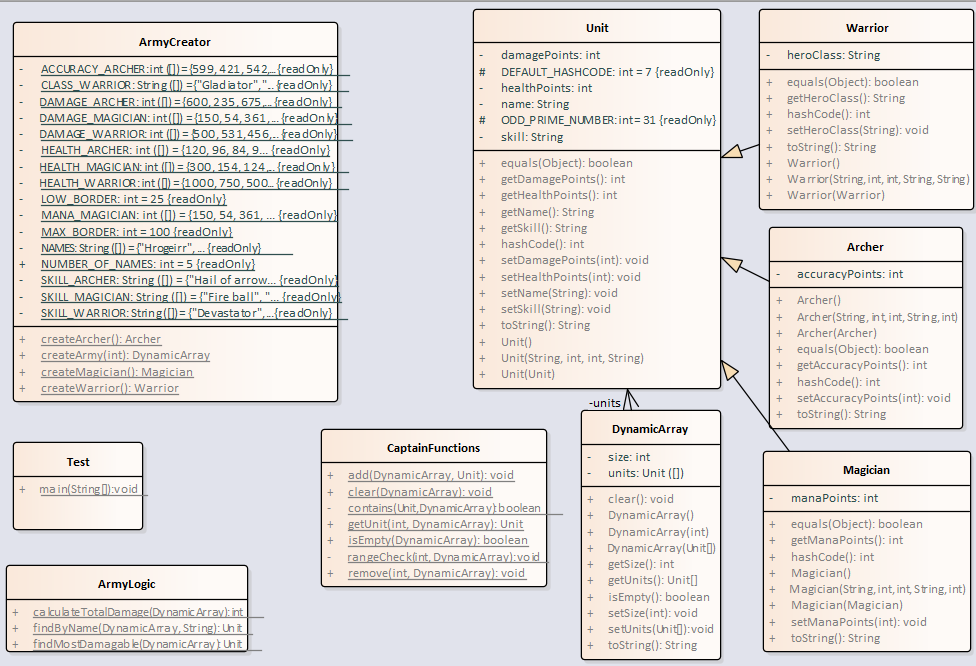 ArmyCreator
- ACCURACY_ARCHER: int ([]) = {599, 421, 542,... {readOnly}
- CLASS_WARRIOR: String ([]) = {"Gladiator",... {readOnly}
- DAMAGE_ARCHER: int ([]) = {600, 235, 675,... {readOnly}
- DAMAGE_MAGICIAN: int ([]) = {150, 54, 361,... {readOnly}
- DAMAGE_WARRIOR: int ([]) = {500, 531, 456,... {readOnly}
- HEALTH_ARCHER: int ([]) = {120, 96, 84, 9... {readOnly}
- HEALTH_MAGICIAN: int ([]) = {300, 154, 124,... {readOnly}
- HEALTH_WARRIOR: int ([]) = {1000, 750, 500... {readOnly}
- LOW_BORDER: int = 25 {readOnly}
- MANA_MAGICIAN: int ([]) = {150, 54, 361,... {readOnly}
- MAX_BORDER: int = 100 {readOnly}
- NAMES: String ([]) = {"Hrogeirr",... {readOnly}
+ NUMBER_OF_NAMES: int = 5 {readOnly}
- SKILL_ARCHER: String ([]) = {"Hail of arrow... {readOnly}
- SKILL_MAGICIAN: String ([]) = {"Fire ball", "... {readOnly}
- SKILL_WARRIOR: String ([]) = {"Devastator",... {readOnly}
+ createArcher(): Archer
+ createArmy(int): DynamicArray
+ createMagician(): Magician
+ createWarrior(): Warrior
Unit
- damagePoints: int
# DEFAULT_HASHCODE: int = 7 {readOnly}
- healthPoints: int
- name: String
# ODD_PRIME_NUMBER: int = 31 {readOnly}
- skill: String
+ equals(Object): boolean
+ getDamagePoints(): int
+ getHealthPoints(): int
+ getName(): String
+ getSkill(): String
+ hashCode(): int
+ setDamagePoints(int): void
+ setHealthPoints(int): void
+ setName(String): void
+ setSkill(String): void
+ toString(): String
+ Unit()
+ Unit(String, int, int, String)
+ Unit(Unit)
Warrior
- heroClass: String
+ equals(Object): boolean
+ getHeroClass(): String
+ hashCode(): int
+ setHeroClass(String): void
+ toString(): String
+ Warrior()
+ Warrior(String, int, int, String, String)
+ Warrior(Warrior)
Archer
- accuracyPoints: int
+ Archer()
+ Archer(String, int, int, String, int)
+ Archer(Archer)
+ equals(Object): boolean
+ getAccuracyPoints(): int
+ hashCode(): int
+ setAccuracyPoints(int): void
+ toString(): String
-units
Test
+ main(String[]): void
CaptainFunctions
+ add(DynamicArray, Unit): void
+ clear(DynamicArray): void
- contains(Unit, DynamicArray): boolean
+ getUnit(int, DynamicArray): Unit
+ isEmpty(DynamicArray): boolean
- rangeCheck(int, DynamicArray): void
+ remove(int, DynamicArray): void
DynamicArray
- size: int
- units: Unit ([])
+ clear(): void
+ DynamicArray()
+ DynamicArray(int)
+ DynamicArray(Unit[])
+ getSize(): int
+ getUnits(): Unit[]
+ isEmpty(): boolean
+ setSize(int): void
+ setUnits(Unit[]): void
+ toString(): String
Magician
- manaPoints: int
+ equals(Object): boolean
+ getManaPoints(): int
+ hashCode(): int
+ Magician()
+ Magician(String, int, int, String, int)
+ Magician(Magician)
+ setManaPoints(int): void
+ toString(): String
ArmyLogic
+ calculateTotalDamage(DynamicArray): int
+ findByName(DynamicArray, String): Unit
+ findMostDamagable(DynamicArray): Unit